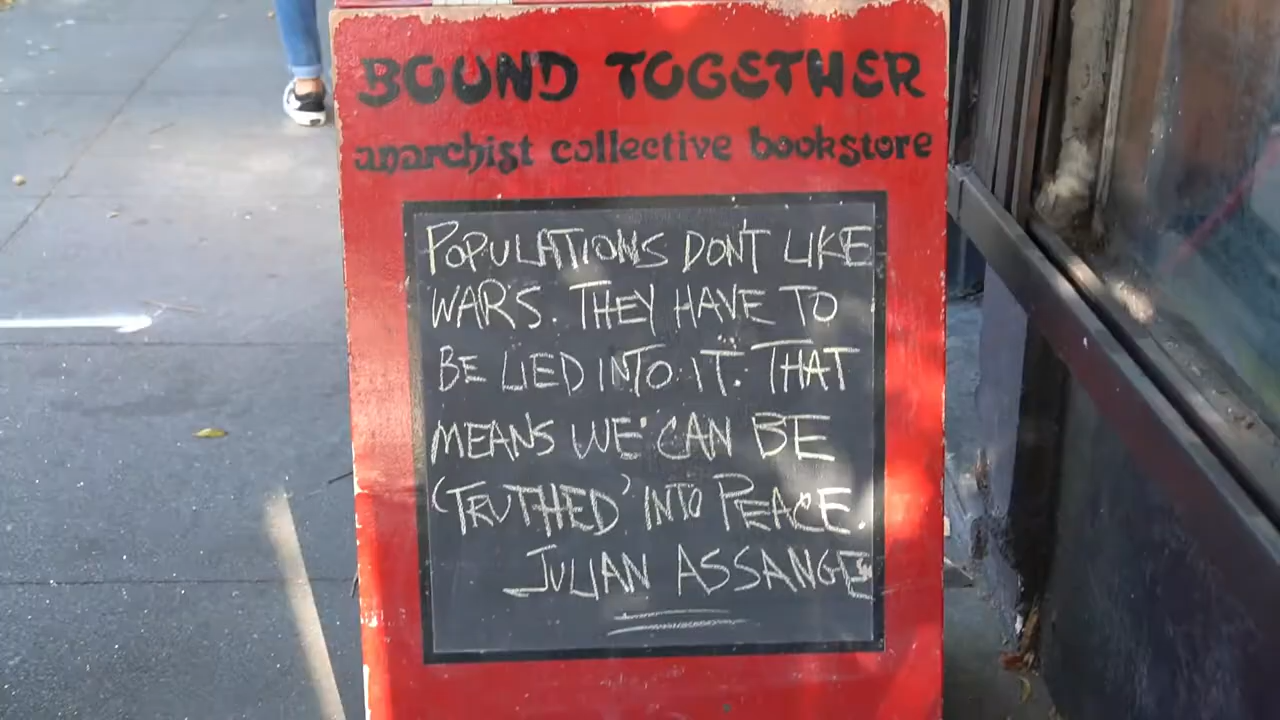 BOUND TOGETHER
anarchist collective bookstore
POPULATIONS DON'T LIKE
WARS. THEY HAVE TO
BE LIED INTO IT. THAT
MEANS WE CAN BE
'TRUTHED' INTO PEACE.
JULIAN ASSANGE